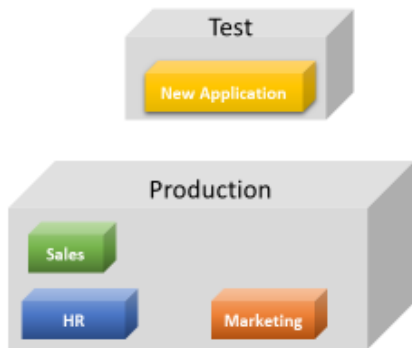 Test
New Application
Production
Sales
HR
Marketing